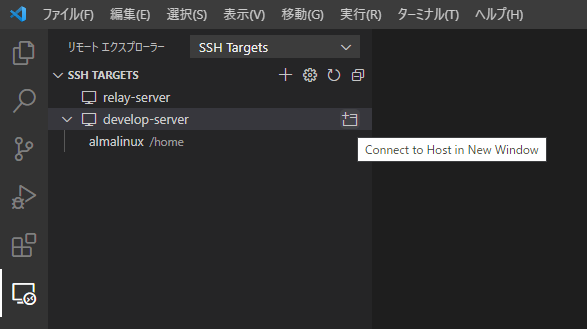 ファイル(F) 編集(E) 選択(S) 表示(V) 移動(G) 実行(R) ターミナル(T) ヘルプ(H)
リモート エクスプローラー SSH Targets
SSH TARGETS
relay-server
develop-server
almalinux /home
Connect to Host in New Window